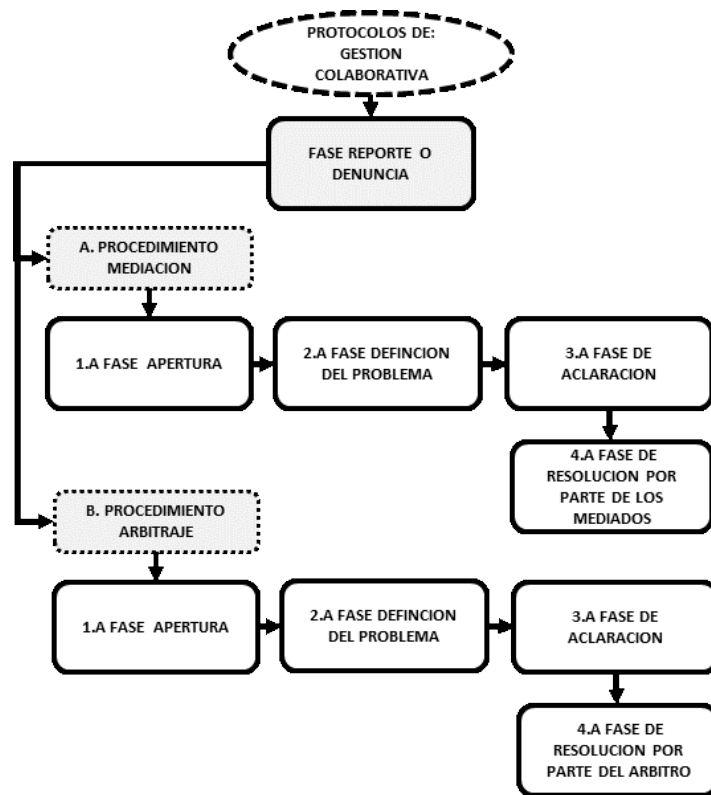 PROTOCOLOS DE:
GESTION
COLABORATIVA
FASE REPORTE O
DENUNCIA
A. PROCEDIMIENTO
MEDIACION
1.A FASE APERTURA
2.A FASE DEFINCION
DEL PROBLEMA
3.A FASE DE
ACLARACION
4.A FASE DE
RESOLUCION POR
PARTE DE LOS
MEDIADOS
B. PROCEDIMIENTO
ARBITRAJE
1.A FASE APERTURA
2.A FASE DEFINCION
DEL PROBLEMA
3.A FASE DE
ACLARACION
4.A FASE DE
RESOLUCION POR
PARTE DEL ARBITRO